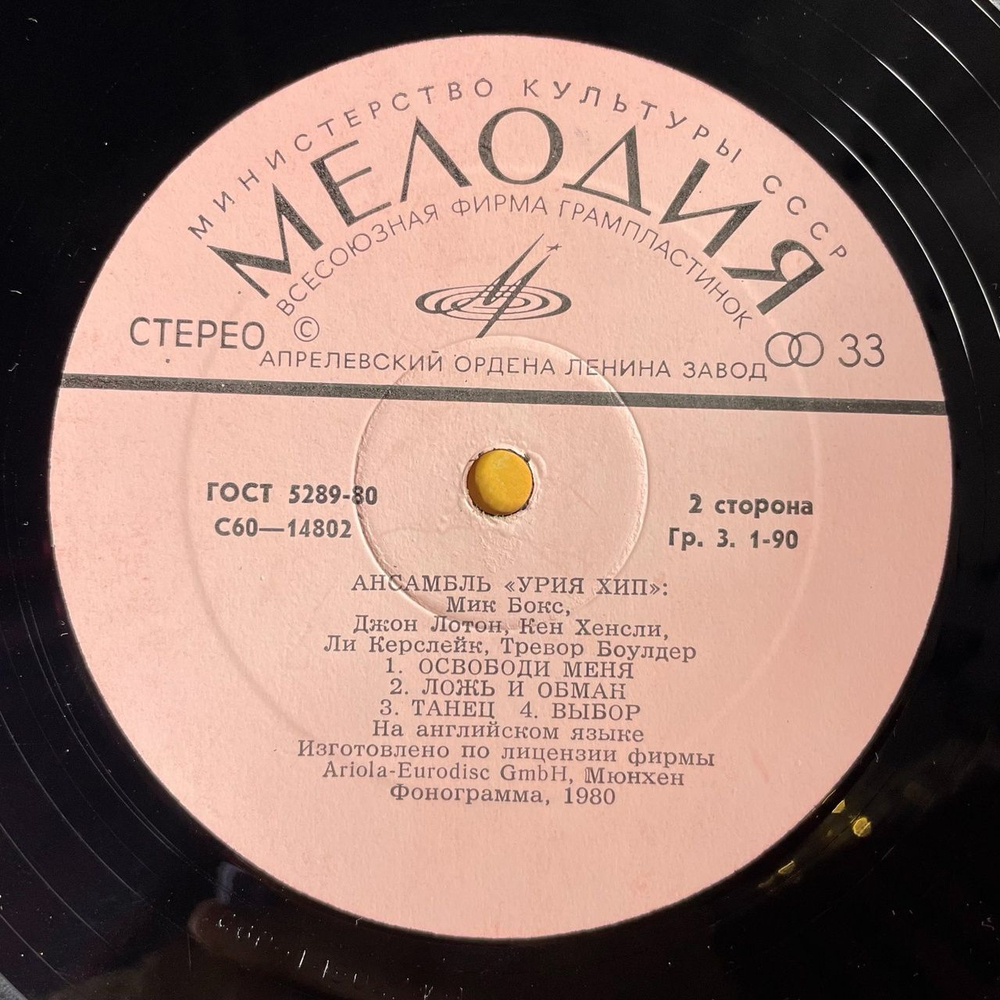 МИНИСТЕРСТВО КУЛЬТУРЫ СССР
МЕЛОДИЯ
ВСЕСОЮЗНАЯ ФИРМА ГРАМПЛАСТИНОК
СТЕРЕО ©
33
АПРЕЛЕВСКИЙ ОРДЕНА ЛЕНИНА ЗАВОД
ГОСТ 5289-80
С60—14802
2 сторона
Гр. 3. 1-90
АНСАМБЛЬ «УРИЯ ХИП»:
Мик Бокс,
Джон Лотон, Кен Хенсли,
Ли Керслейк, Тревор Боулдер
1. ОСВОБОДИ МЕНЯ
2. ЛОЖЬ И ОБМАН
3. ТАНЕЦ 4. ВЫБОР
На английском языке
Изготовлено по лицензии фирмы
Ariola-Eurodisc GmbH, Мюнхен
Фонограмма, 1980